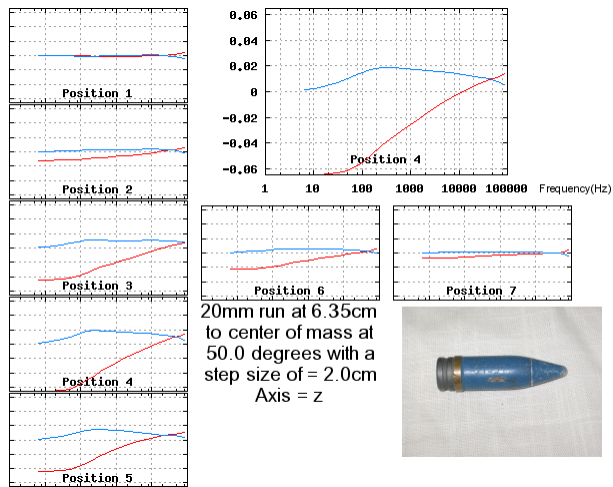 Position 1
Position 2
Position 3
Position 4
Position 5
0.06
0.04
0.02
0
-0.02
-0.04
-0.06
Position 4
1 10 100 1000 10000 100000 Frequency(Hz)
Position 6
Position 7
20mm run at 6.35cm
to center of mass at
50.0 degrees with a
step size of = 2.0cm
Axis = z